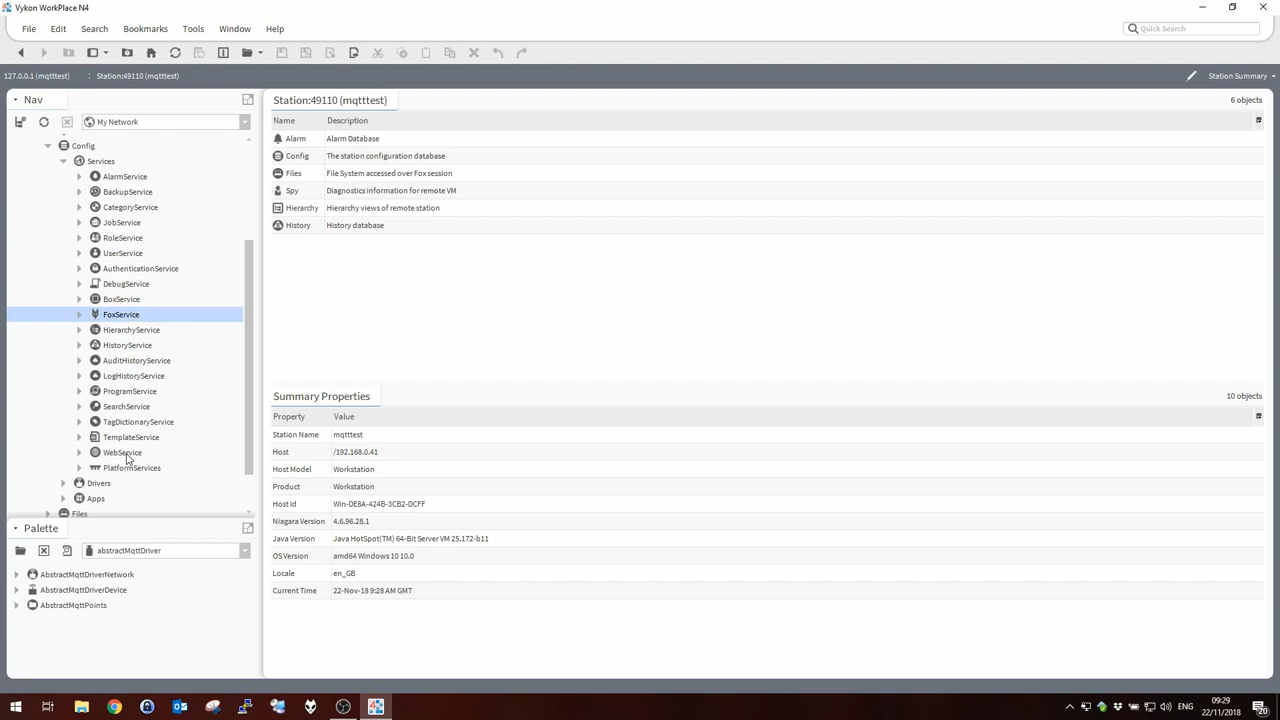 Vykon WorkPlace N4
File Edit Search Bookmarks Tools Window Help
Quick Search
127.0.0.1 (mqtttest) : Station:49110 (mqtttest)
Station Summary
Nav
My Network
Config
Services
AlarmService
BackupService
CategoryService
JobService
RoleService
UserService
AuthenticationService
DebugService
BoxService
FoxService
HierarchyService
HistoryService
AuditHistoryService
LogHistoryService
ProgramService
SearchService
TagDictionaryService
TemplateService
WebService
PlatformServices
Drivers
Apps
Files
Palette
abstractMqttDriver
AbstractMqttDriverNetwork
AbstractMqttDriverDevice
AbstractMqttPoints
Station:49110 (mqtttest)
6 objects
Name Description
Alarm Alarm Database
Config The station configuration database
Files File System accessed over Fox session
Spy Diagnostics information for remote VM
Hierarchy Hierarchy views of remote station
History History database
Summary Properties
10 objects
Property Value
Station Name mqtttest
Host /192.168.0.41
Host Model Workstation
Product Workstation
Host Id Win-DE8A-424B-3CB2-DCFF
Niagara Version 4.6.96.28.1
Java Version Java HotSpot(TM) 64-Bit Server VM 25.172-b11
OS Version amd64 Windows 10 10.0
Locale en_GB
Current Time 22-Nov-18 9:28 AM GMT
ENG
09:29
22/11/2018
20